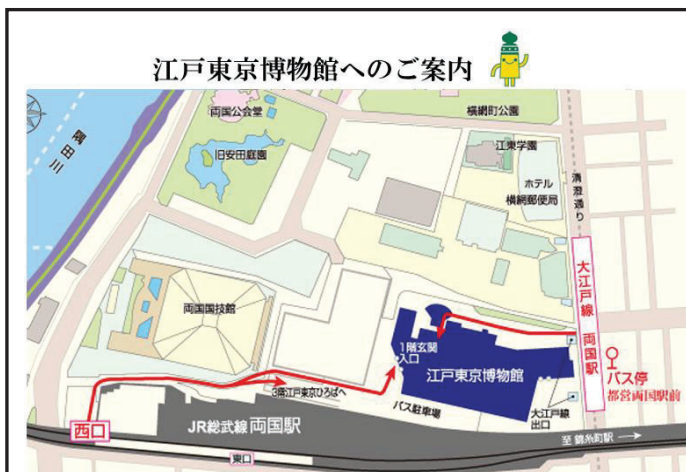 江戸東京博物館へのご案内
両国公会堂
横網町公園
隅田川
旧安田庭園
江東学園
ホテル
横網郵便局
清澄通り
両国国技館
大江戸線 両国駅
1階玄関
入口
江戸東京博物館
バス停
都営両国駅前
3階江戸東京ひろばへ
バス駐車場
大江戸線
出口
西口
JR総武線 両国駅
東口
至 錦糸町駅